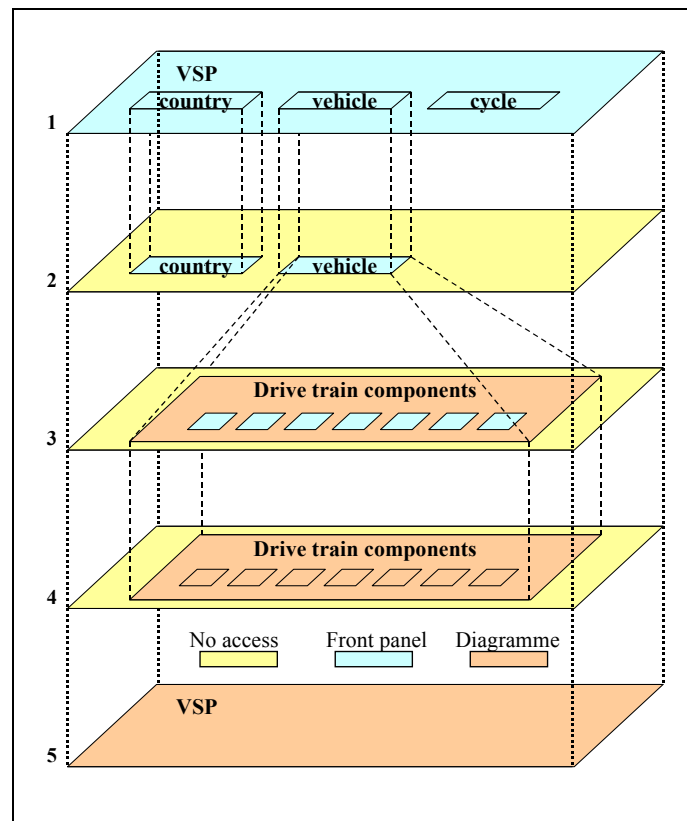 VSP
country vehicle cycle
1
country vehicle
2
Drive train components
3
Drive train components
4
No access Front panel Diagramme
VSP
5